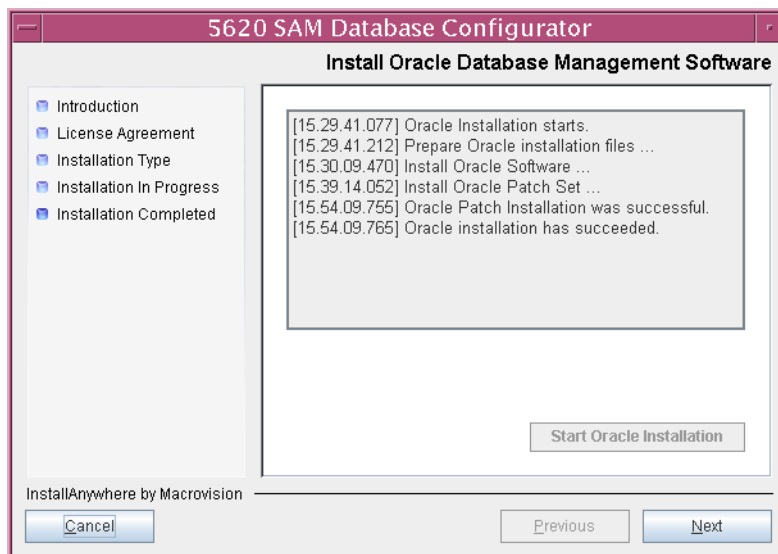 5620 SAM Database Configurator
Install Oracle Database Management Software
Introduction
License Agreement
Installation Type
Installation In Progress
Installation Completed
[15.29.41.077] Oracle Installation starts.
[15.29.41.212] Prepare Oracle installation files ...
[15.30.09.470] Install Oracle Software ...
[15.39.14.052] Install Oracle Patch Set ...
[15.54.09.755] Oracle Patch Installation was successful.
[15.54.09.765] Oracle installation has succeeded.
Start Oracle Installation
InstallAnywhere by Macrovision
Cancel
Previous
Next